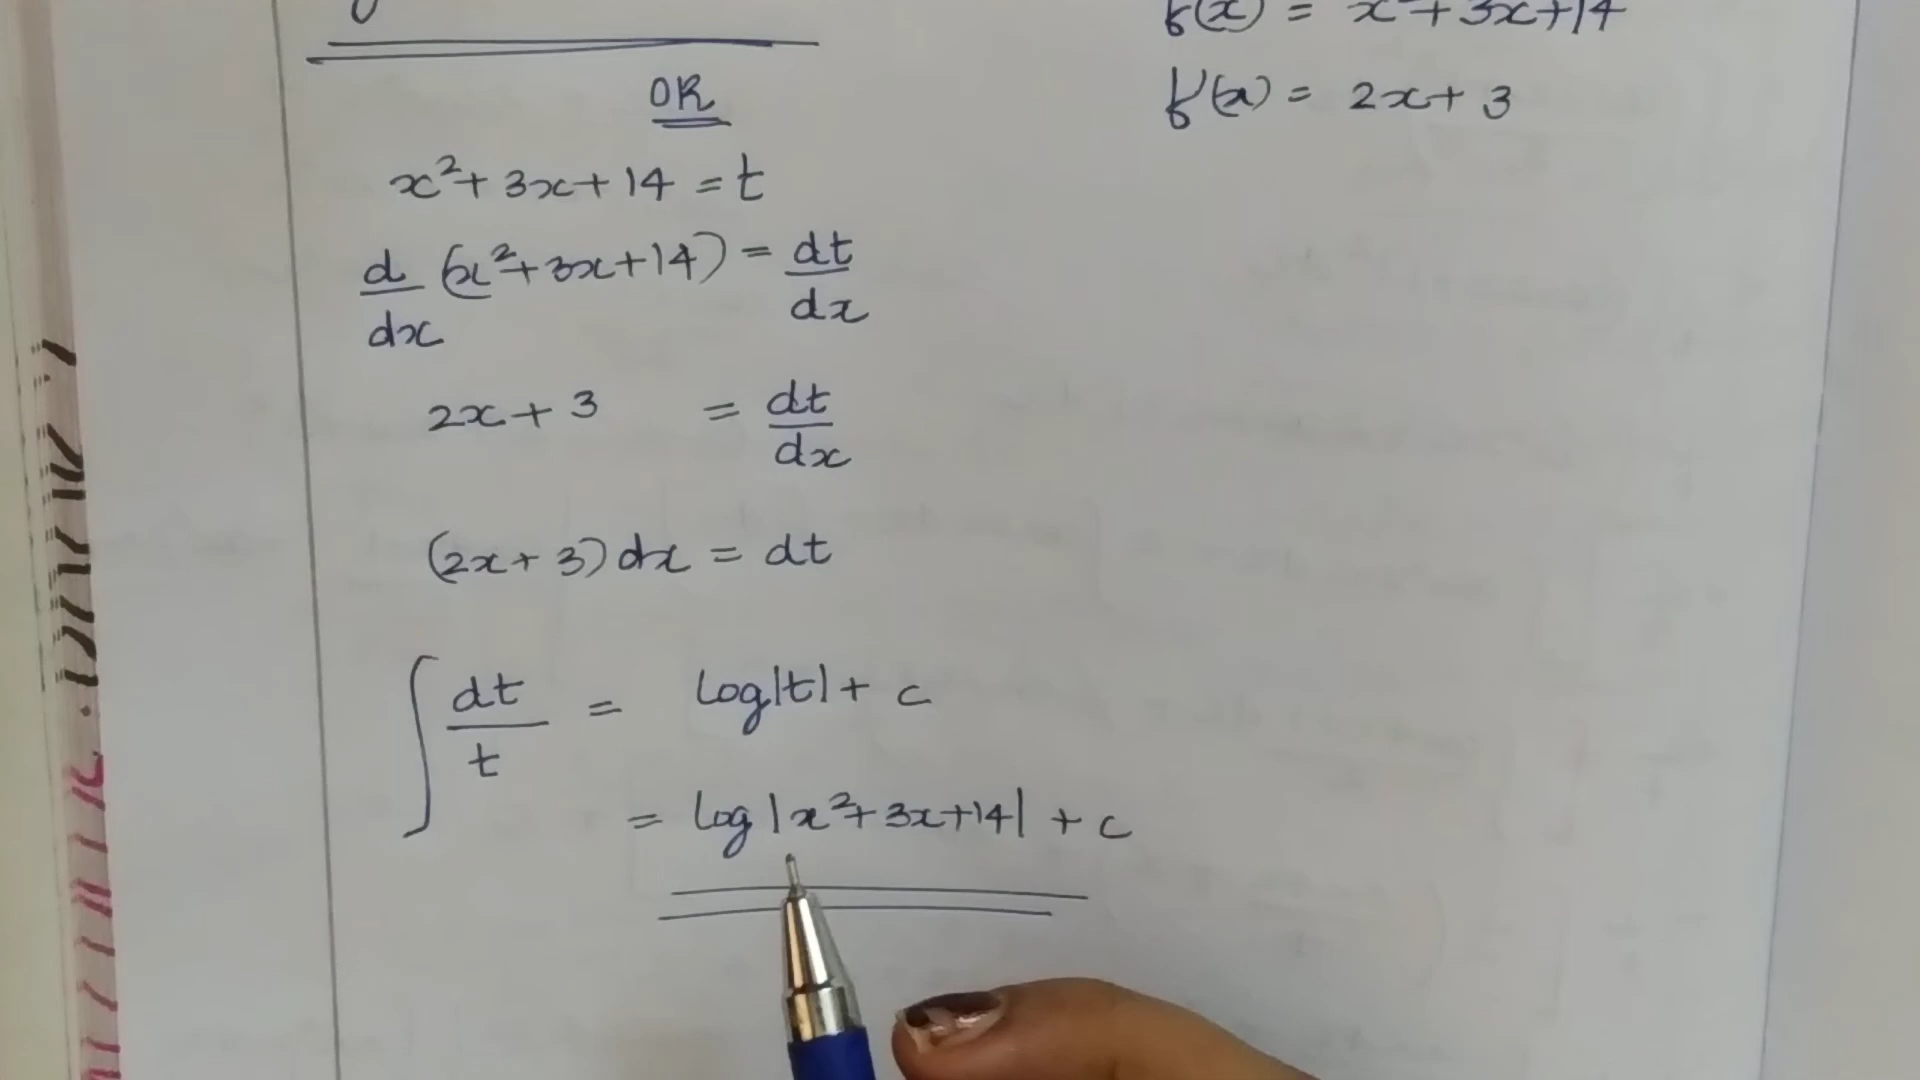 f(x) = x²+3x+14
f'(x) = 2x+3
OR
x²+3x+14 = t
d/dx (x²+3x+14) = dt/dx
2x+3 = dt/dx
(2x+3)dx = dt
∫ dt/t = log|t|+c
= log|x²+3x+14|+c